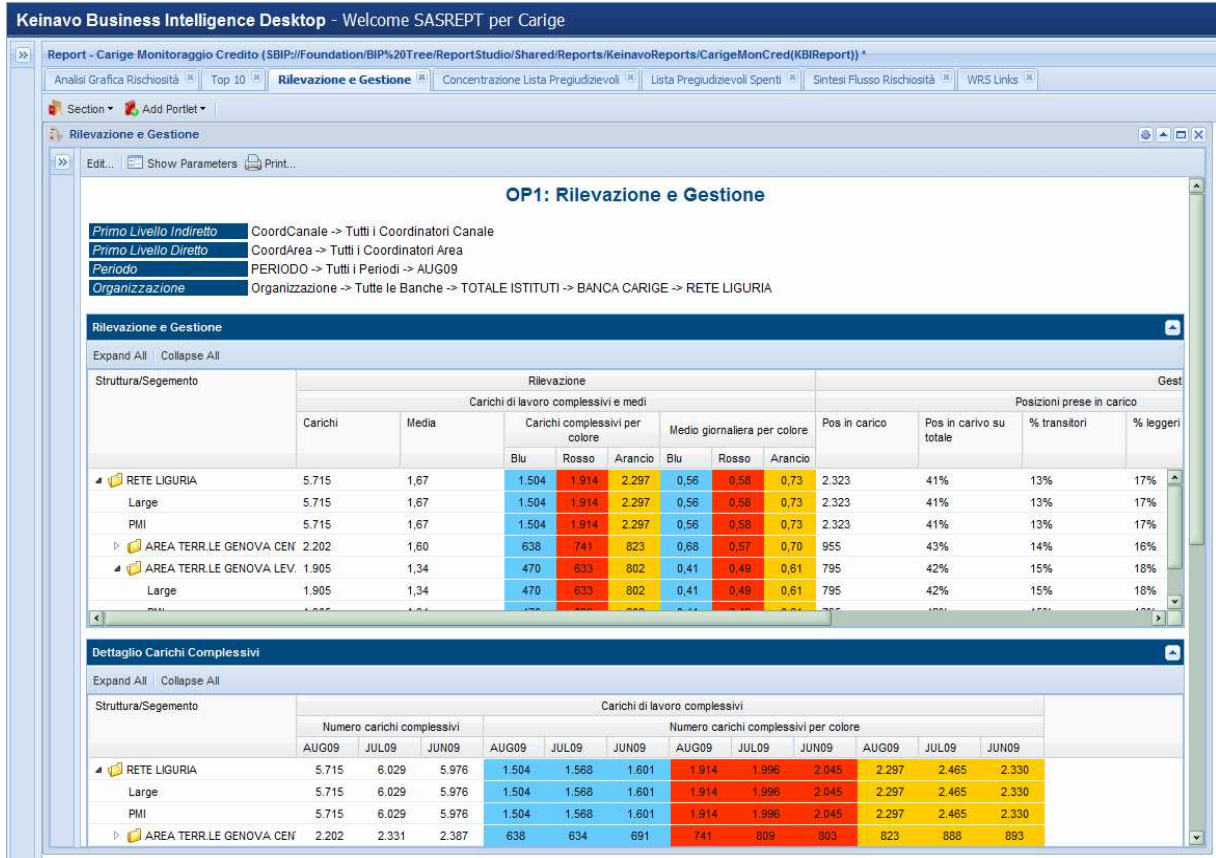 Keinavo Business Intelligence Desktop - Welcome SASREPT per Carige
Report - Carige Monitoraggio Credito (SBIP://Foundation/BIP%20Tree/ReportStudio/Shared/Reports/KeinavoReports/CarigeMonCred(KBIReport)) *
Analisi Grafica Rischiosità Top 10 Rilevazione e Gestione Concentrazione Lista Pregiudizievoli Lista Pregiudizievoli Spenti Sintesi Flusso Rischiosità WRS Links
Section Add Portlet
Rilevazione e Gestione
Edit... Show Parameters Print...
OP1: Rilevazione e Gestione
Primo Livello Indiretto CoordCanale -> Tutti i Coordinatori Canale
Primo Livello Diretto CoordArea -> Tutti i Coordinatori Area
Periodo PERIODO -> Tutti i Periodi -> AUG09
Organizzazione Organizzazione -> Tutte le Banche -> TOTALE ISTITUTI -> BANCA CARIGE -> RETE LIGURIA
Rilevazione e Gestione
Expand All Collapse All
Struttura/Segemento Rilevazione Gest
Carichi di lavoro complessivi e medi Posizioni prese in carico
Carichi Media Carichi complessivi per colore Medio giornaliera per colore Pos in carico Pos in carivo su totale % transitori % leggeri
Blu Rosso Arancio Blu Rosso Arancio
RETE LIGURIA 5.715 1,67 1.504 1.914 2.297 0,56 0,58 0,73 2.323 41% 13% 17%
Large 5.715 1,67 1.504 1.914 2.297 0,56 0,58 0,73 2.323 41% 13% 17%
PMI 5.715 1,67 1.504 1.914 2.297 0,56 0,58 0,73 2.323 41% 13% 17%
AREA TERR.LE GENOVA CEN 2.202 1,60 638 741 823 0,68 0,57 0,70 955 43% 14% 16%
AREA TERR.LE GENOVA LEV. 1.905 1,34 470 633 802 0,41 0,49 0,61 795 42% 15% 18%
Large 1.905 1,34 470 633 802 0,41 0,49 0,61 795 42% 15% 18%
Dettaglio Carichi Complessivi
Expand All Collapse All
Struttura/Segemento Carichi di lavoro complessivi
Numero carichi complessivi Numero carichi complessivi per colore
AUG09 JUL09 JUN09 AUG09 JUL09 JUN09 AUG09 JUL09 JUN09 AUG09 JUL09 JUN09
RETE LIGURIA 5.715 6.029 5.976 1.504 1.568 1.601 1.914 1.996 2.045 2.297 2.465 2.330
Large 5.715 6.029 5.976 1.504 1.568 1.601 1.914 1.996 2.045 2.297 2.465 2.330
PMI 5.715 6.029 5.976 1.504 1.568 1.601 1.914 1.996 2.045 2.297 2.465 2.330
AREA TERR.LE GENOVA CEN 2.202 2.331 2.387 638 634 691 741 809 803 823 888 893